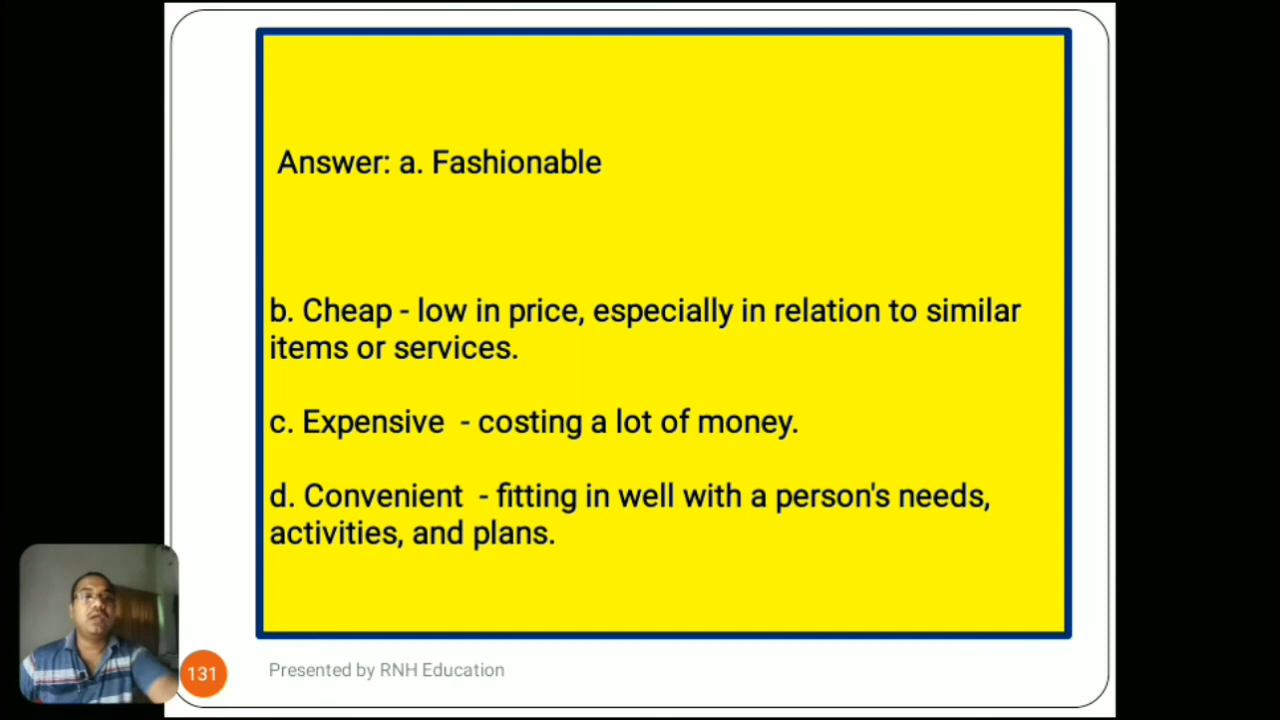 Answer: a. Fashionable
b. Cheap - low in price, especially in relation to similar
items or services.
c. Expensive - costing a lot of money.
d. Convenient - fitting in well with a person's needs,
activities, and plans.
131
Presented by RNH Education